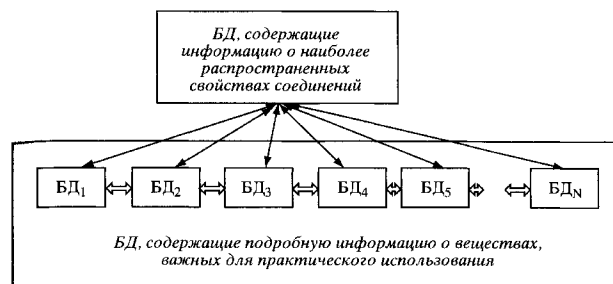 БД, содержащие
информацию о наиболее
распространенных
свойствах соединений
БД₁ БД₂ БД₃ БД₄ БД₅ БД_N
БД, содержащие подробную информацию о веществах,
важных для практического использования